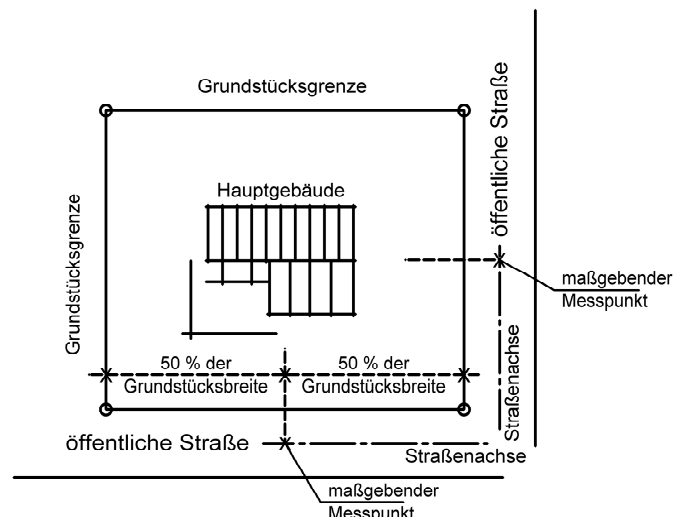 Grundstücksgrenze
öffentliche Straße
Hauptgebäude
Grundstücksgrenze
maßgebender
Messpunkt
50 % der
Grundstücksbreite
50 % der
Grundstücksbreite
Straßenachse
öffentliche Straße
Straßenachse
maßgebender
Messpunkt